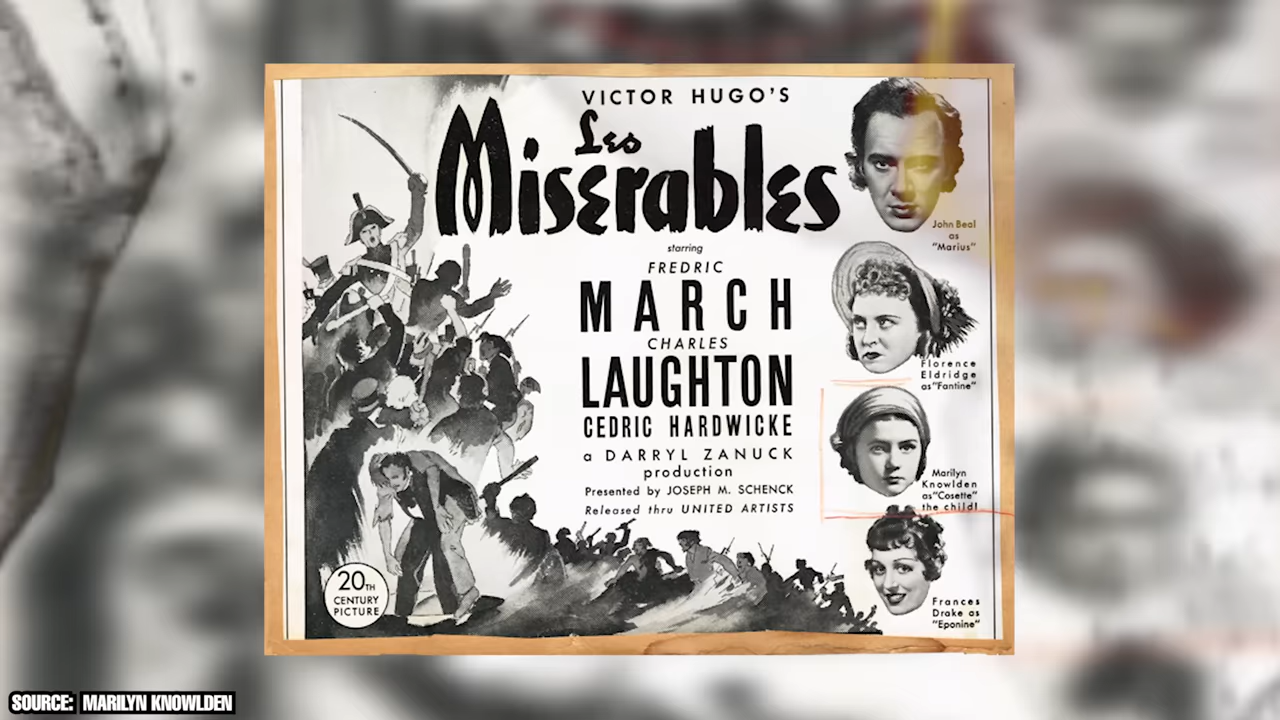 VICTOR HUGO'S
Les
Miserables
starring
FREDRIC
MARCH
CHARLES
LAUGHTON
CEDRIC HARDWICKE
a DARRYL ZANUCK
production
Presented by JOSEPH M. SCHENCK
Released thru UNITED ARTISTS
John Beal
as
"Marius"
Florence
Eldridge
as "Fantine"
Marilyn
Knowlden
as "Cosette"
the child!
Frances
Drake as
"Eponine"
20TH
CENTURY
PICTURE
SOURCE: MARILYN KNOWLDEN